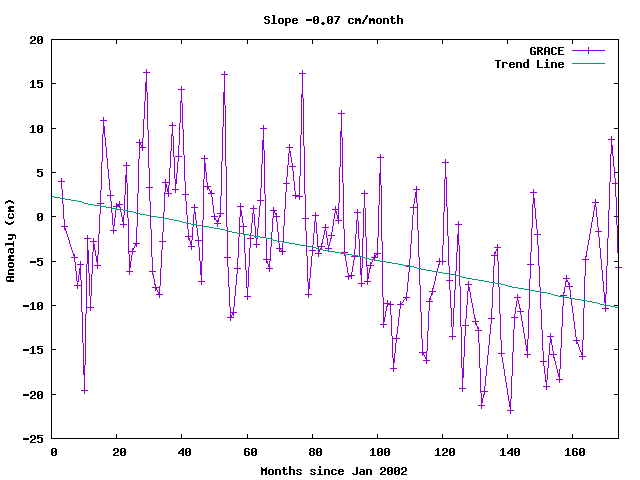 Slope -0.07 cm/month
20
15
10
5
0
-5
-10
-15
-20
-25
Anomaly (cm)
GRACE
Trend Line
0 20 40 60 80 100 120 140 160
Months since Jan 2002